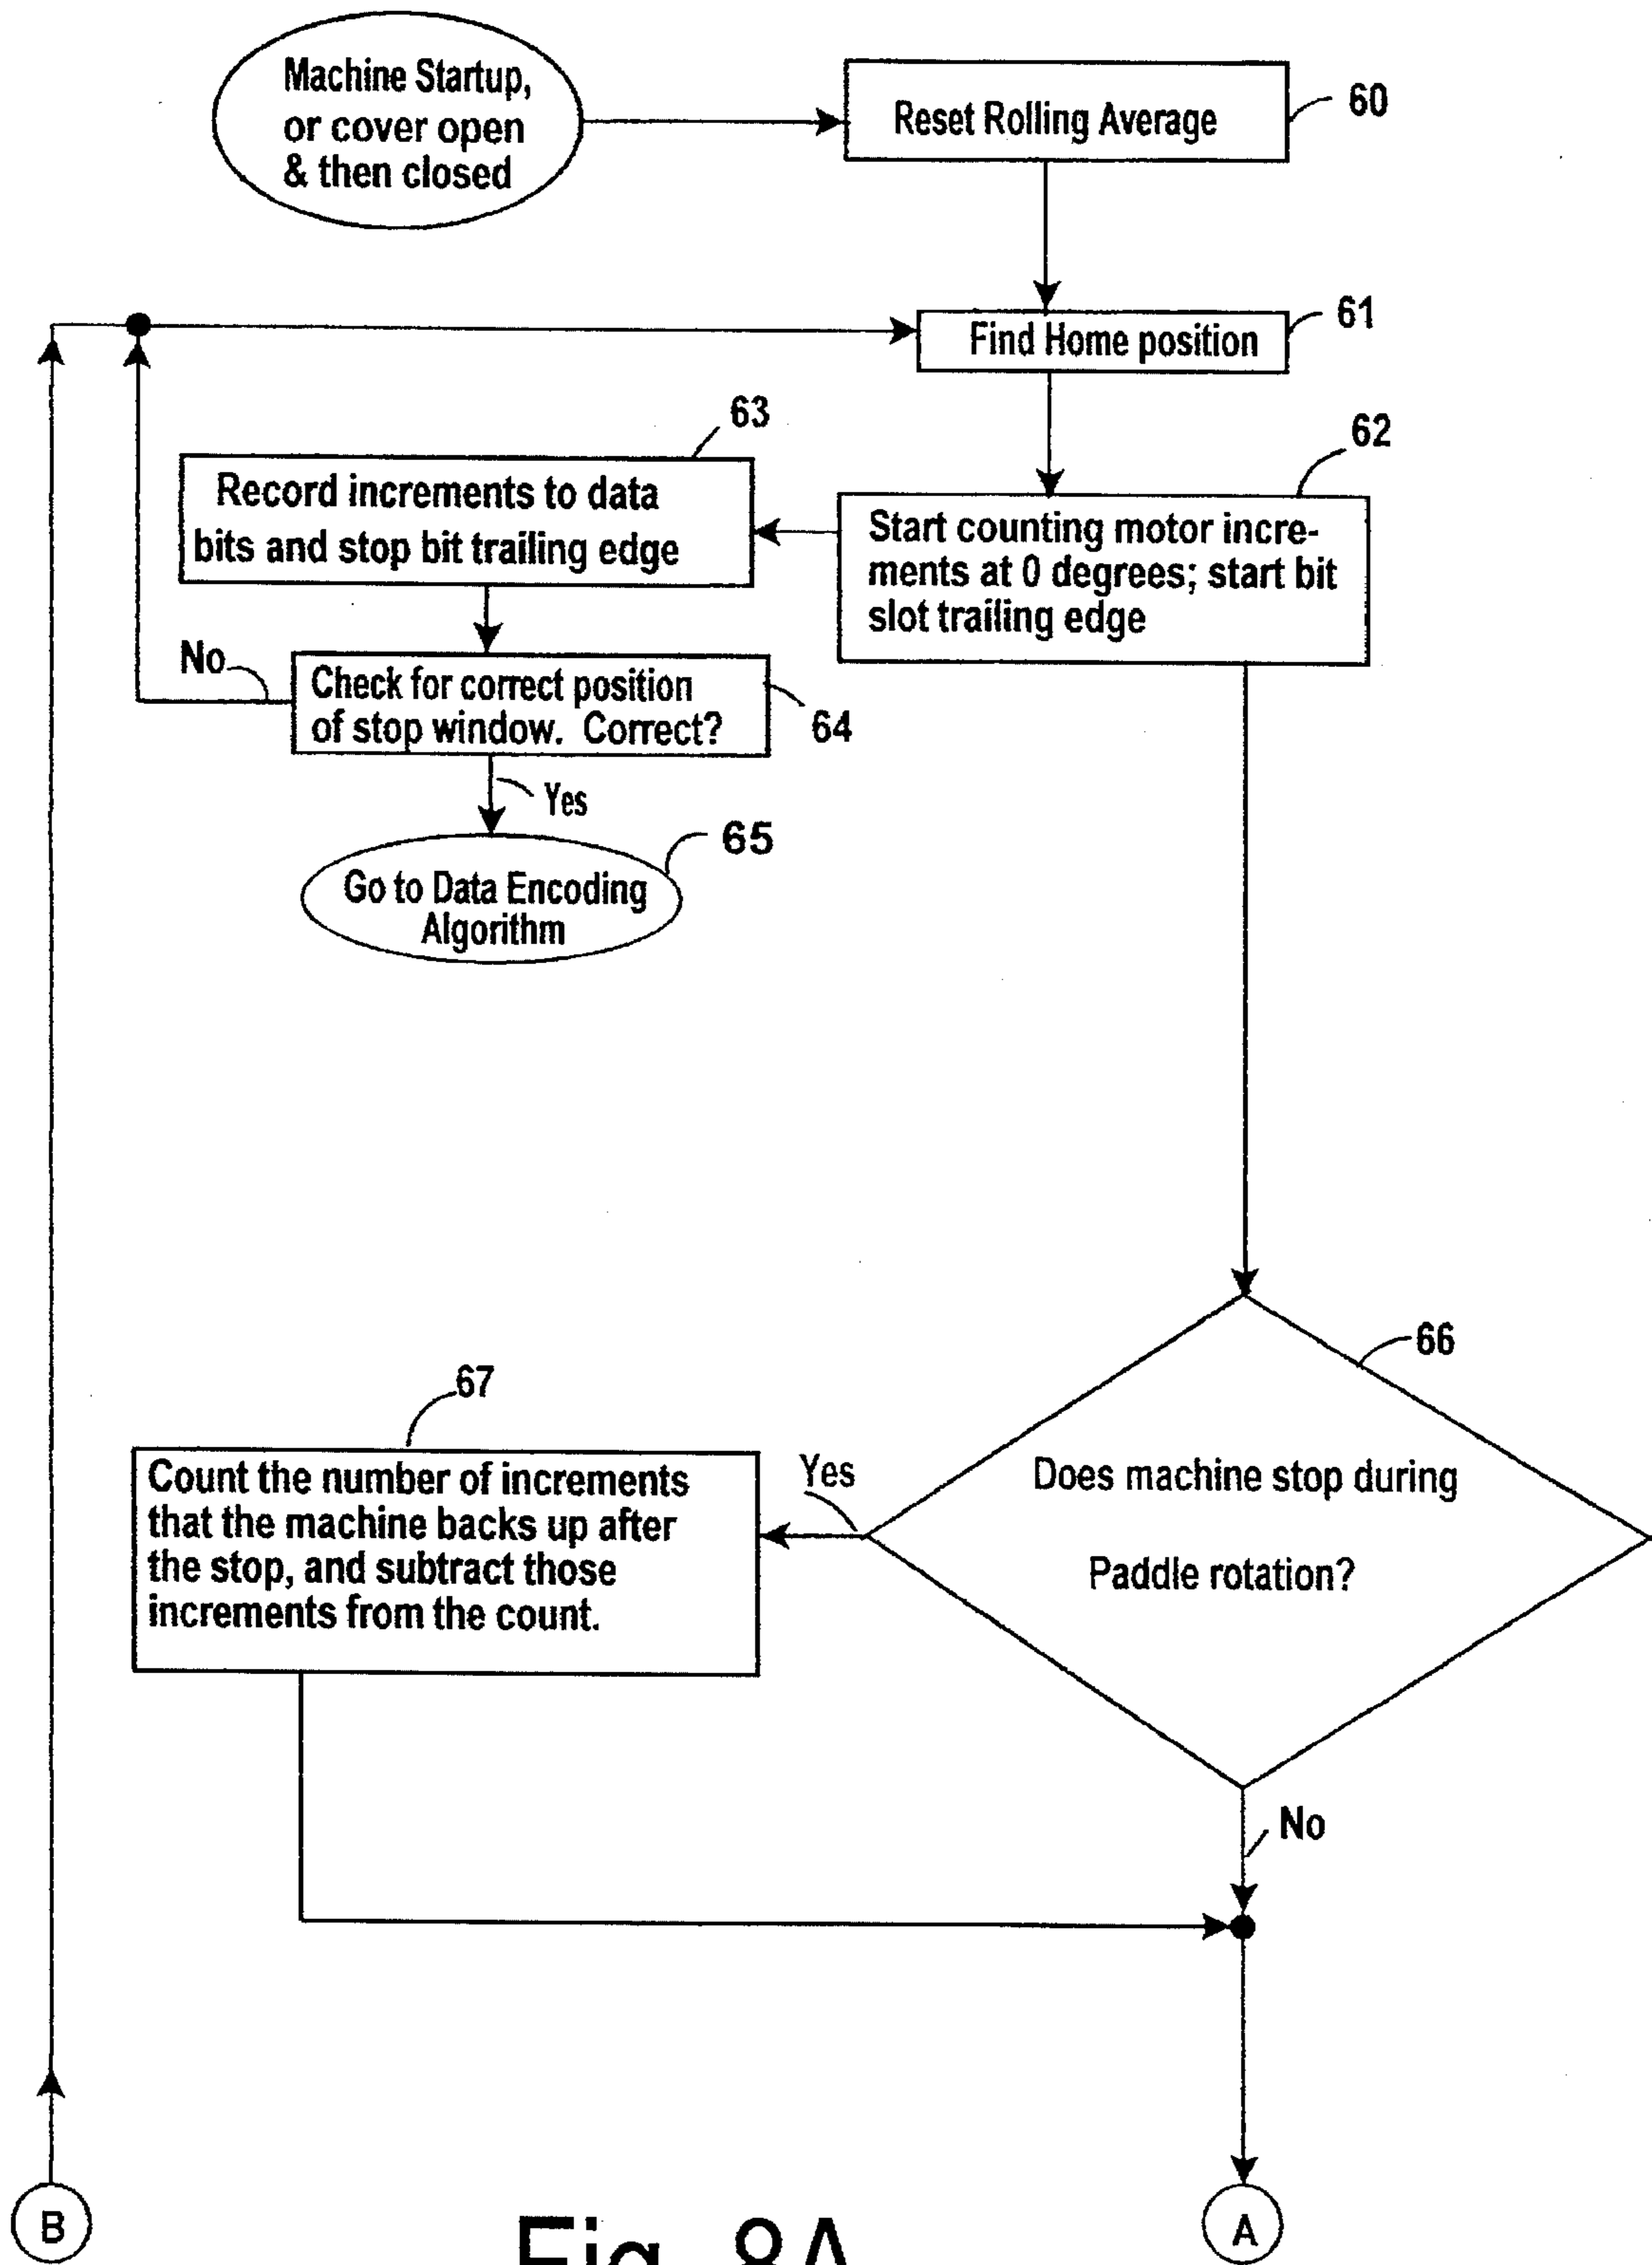 Machine Startup,
or cover open
& then closed
Reset Rolling Average
60
Find Home position
61
63
62
Record increments to data
bits and stop bit trailing edge
Start counting motor incre-
ments at 0 degrees; start bit
slot trailing edge
No
Check for correct position
of stop window. Correct?
64
Yes
65
Go to Data Encoding
Algorithm
66
67
Count the number of increments
that the machine backs up after
the stop, and subtract those
increments from the count.
Yes
Does machine stop during
Paddle rotation?
No
B
A
Fig. 8A